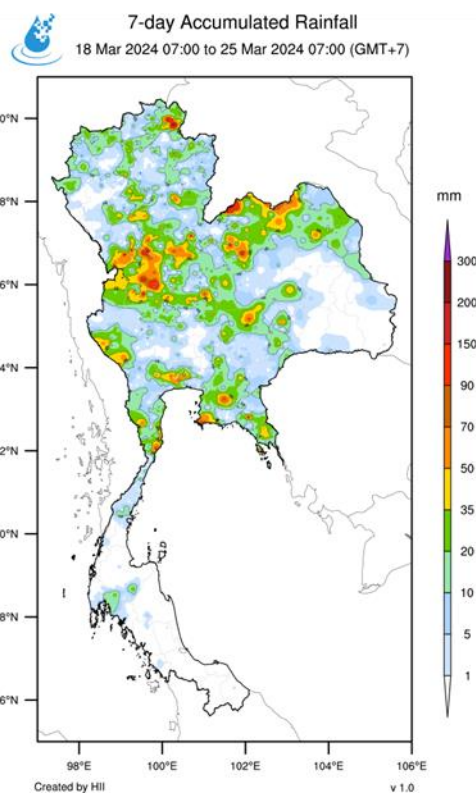 7-day Accumulated Rainfall
18 Mar 2024 07:00 to 25 Mar 2024 07:00 (GMT+7)
0°N
8°N
6°N
4°N
2°N
0°N
8°N
6°N
98°E 100°E 102°E 104°E 106°E
mm
300
200
150
90
70
50
35
20
10
5
1
Created by HII v 1.0